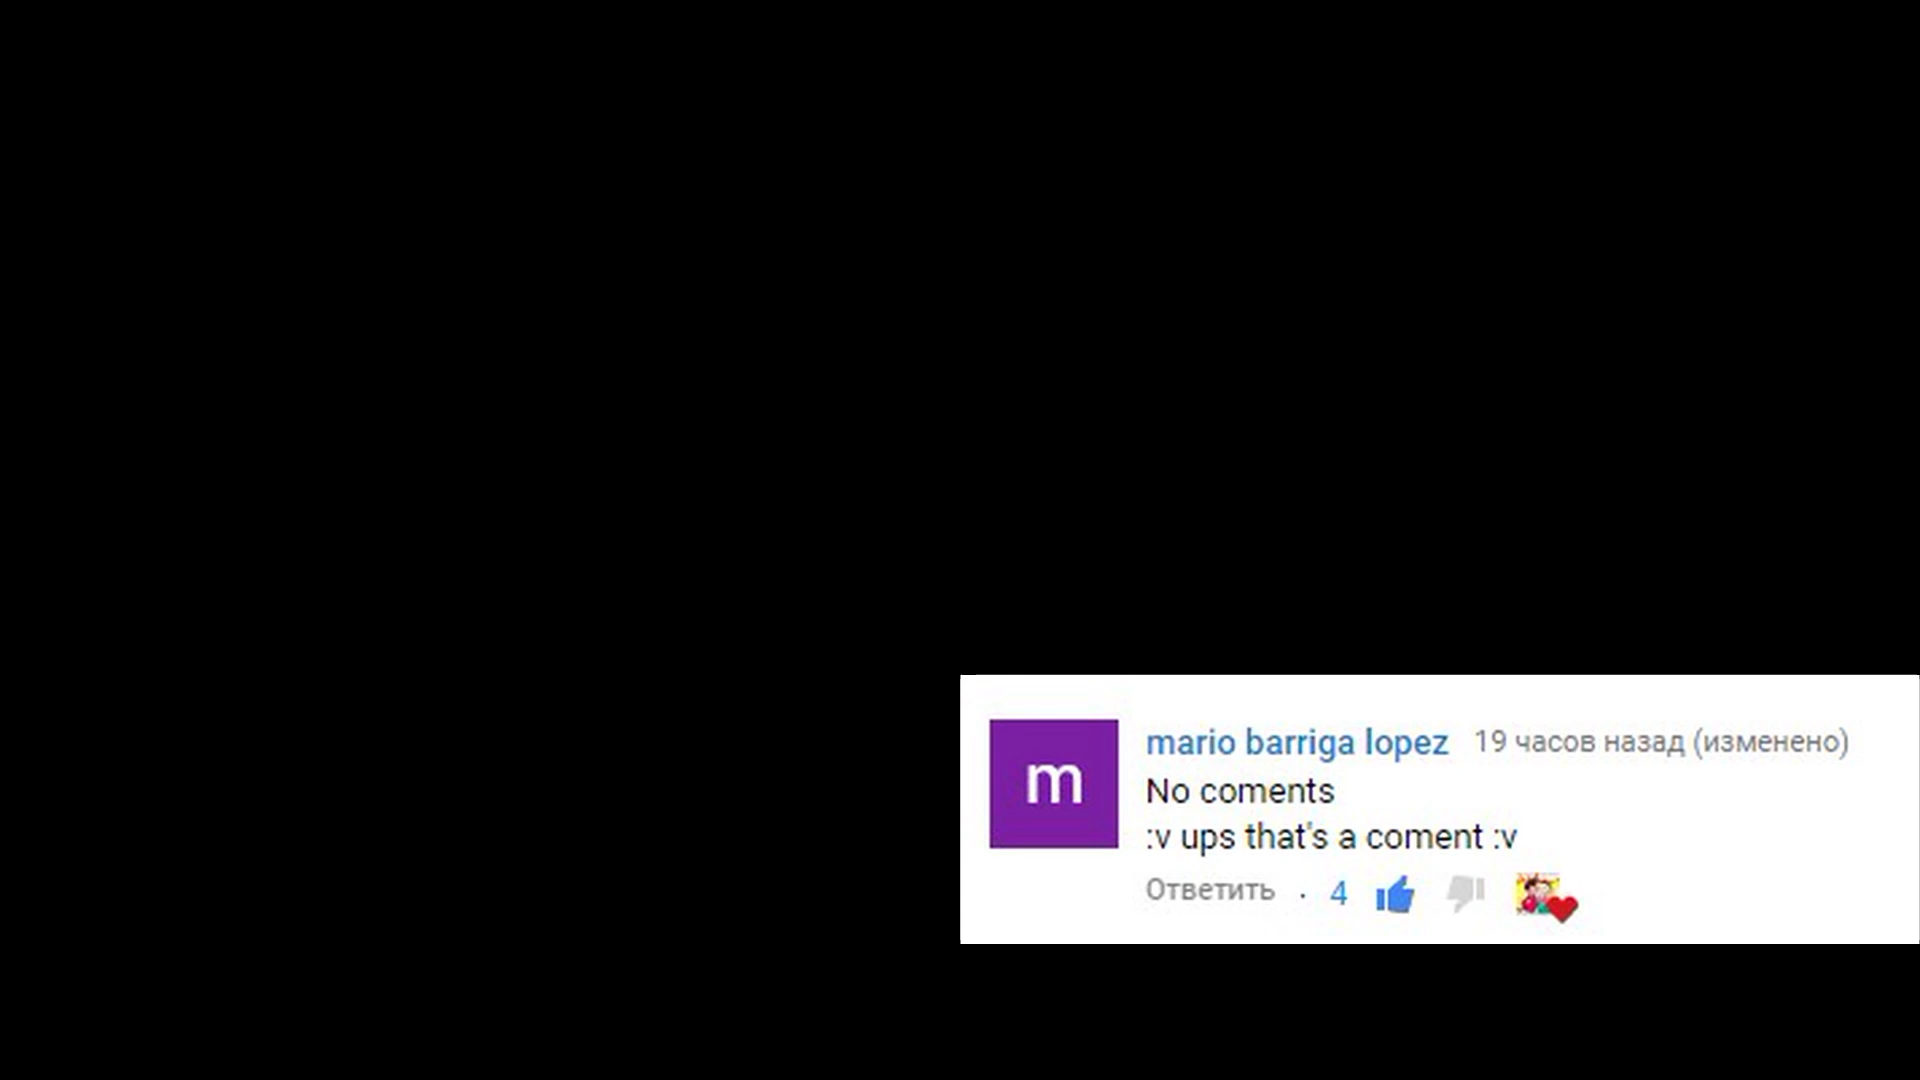 m
mario barriga lopez 19 часов назад (изменено)
No coments
:v ups that's a coment :v
Ответить · 4